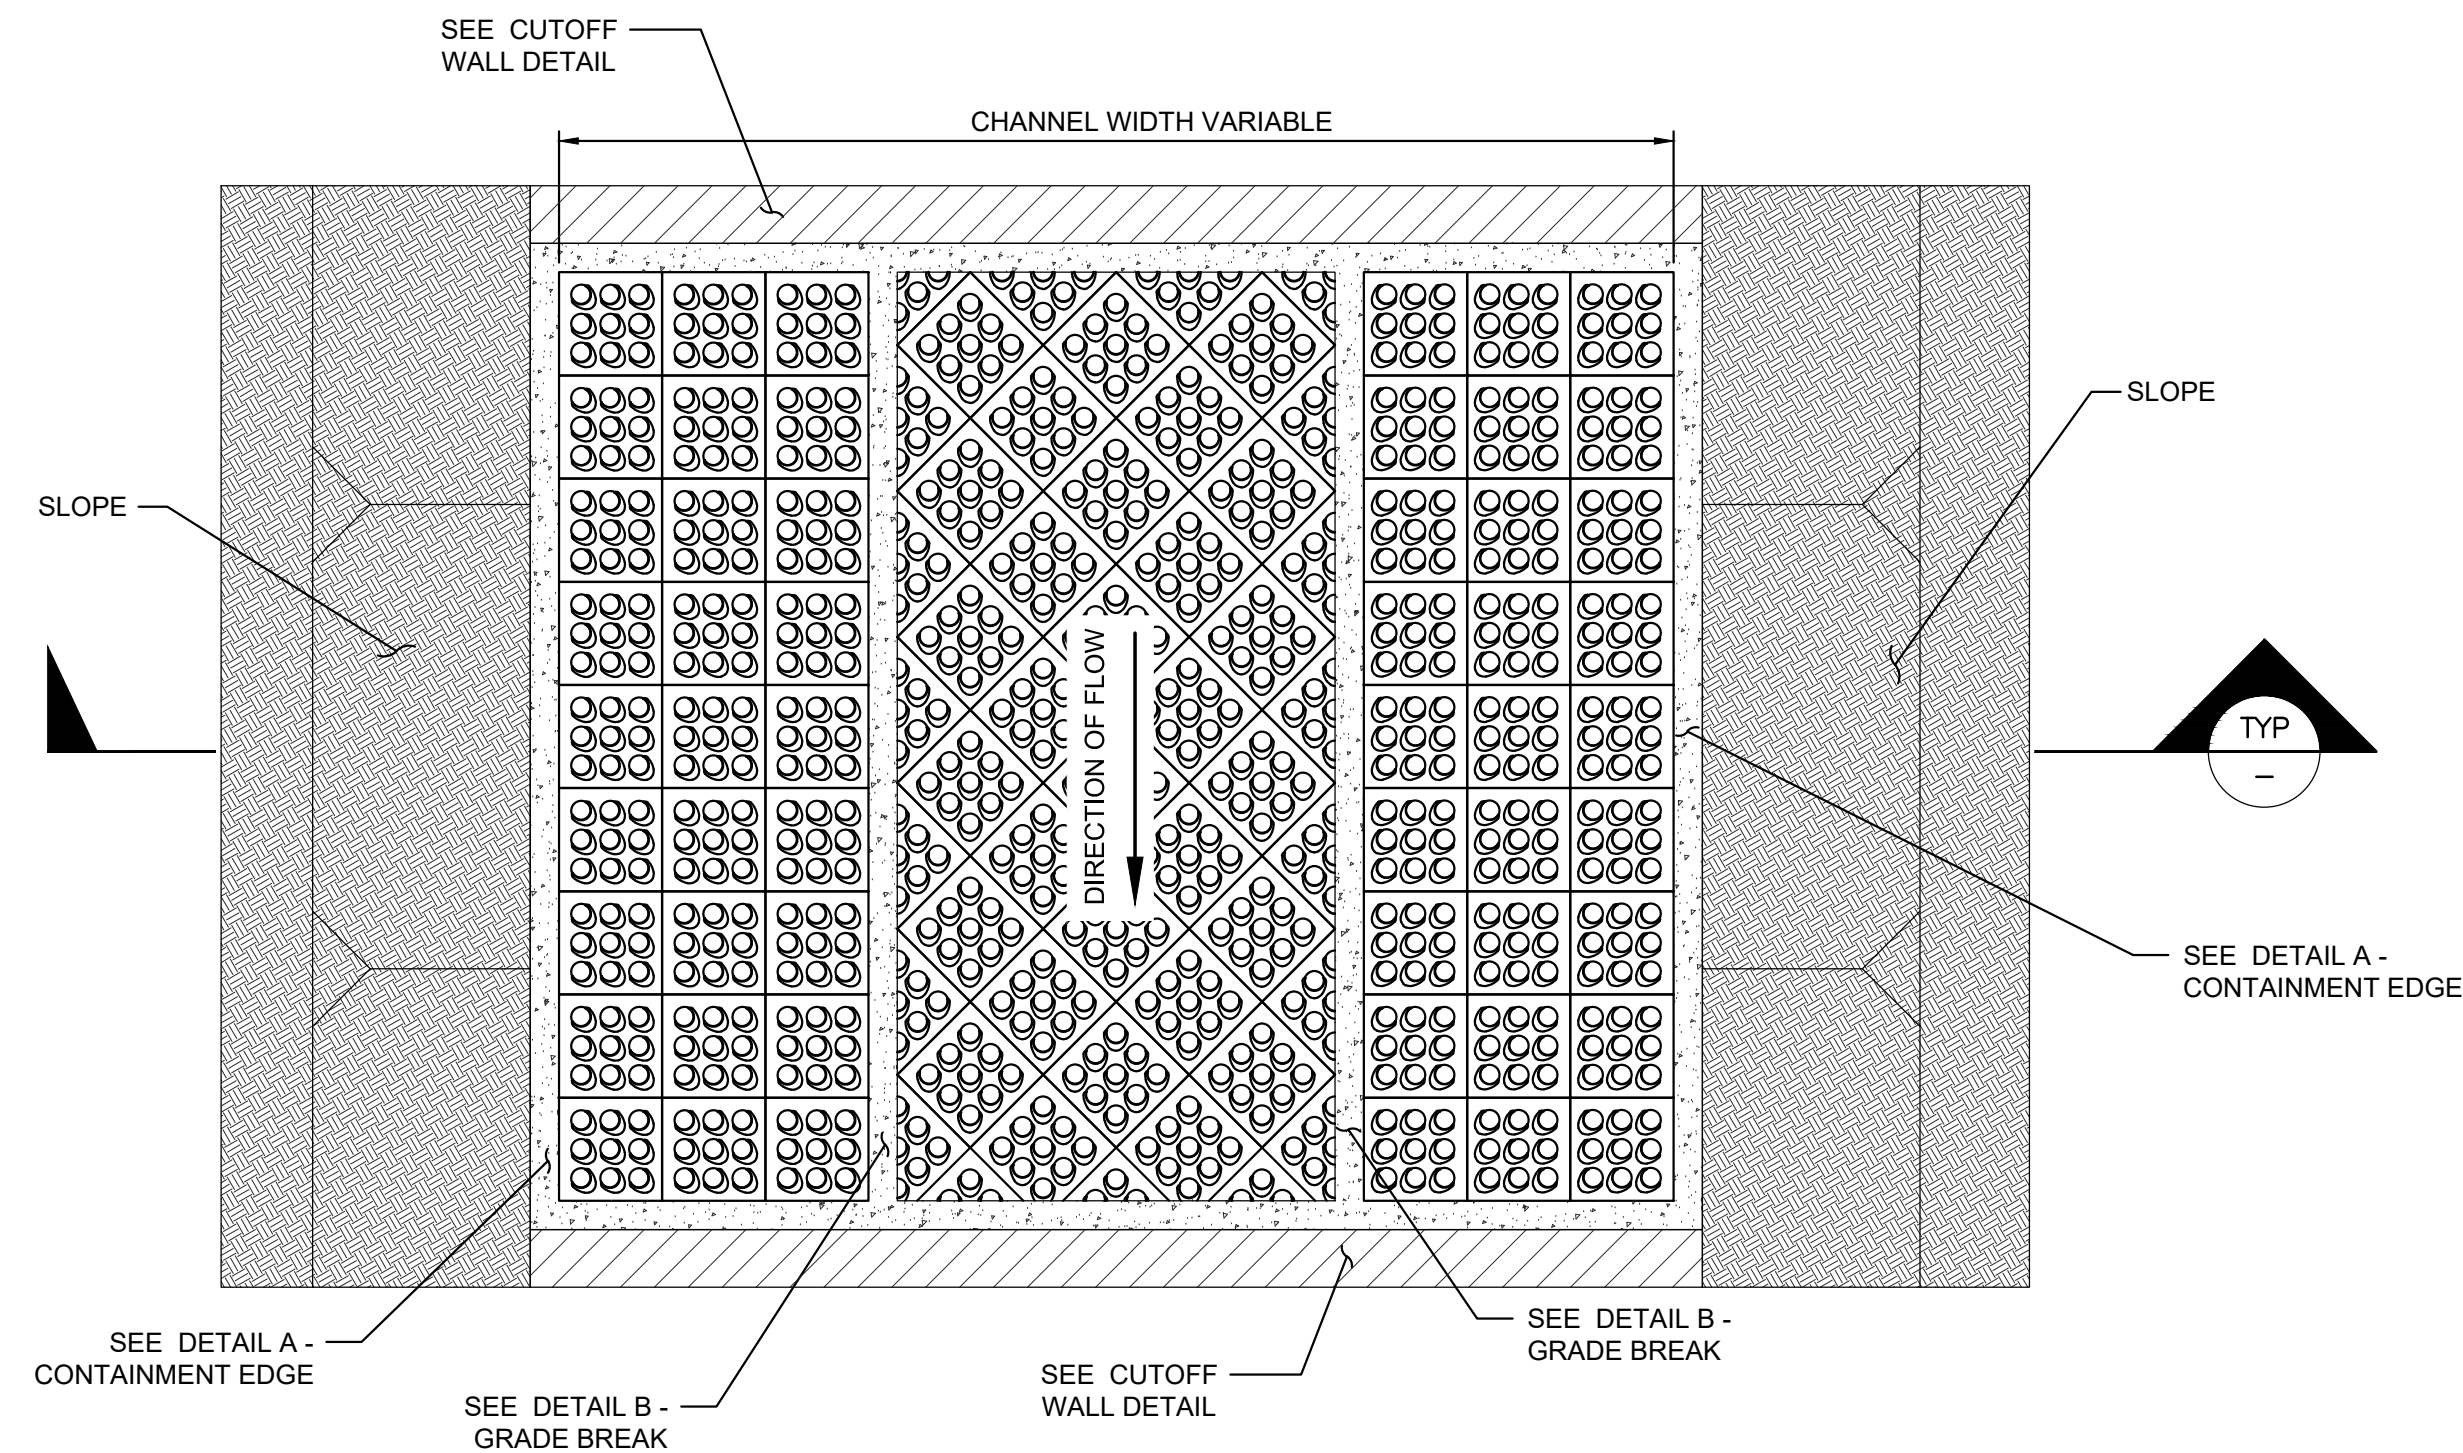 SEE CUTOFF
WALL DETAIL
CHANNEL WIDTH VARIABLE
SLOPE
SLOPE
DIRECTION OF FLOW
TYP
–
SEE DETAIL A -
CONTAINMENT EDGE
SEE DETAIL A -
CONTAINMENT EDGE
SEE DETAIL B -
GRADE BREAK
SEE CUTOFF
WALL DETAIL
SEE DETAIL B -
GRADE BREAK